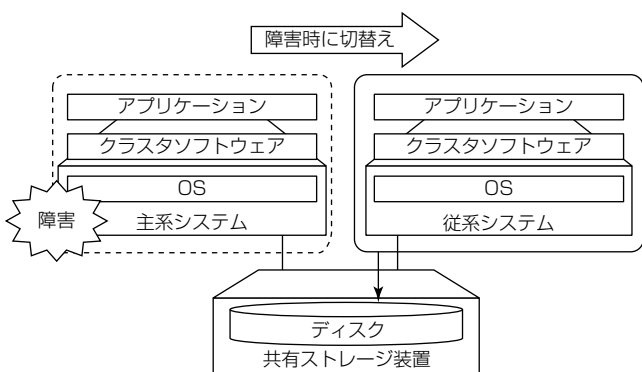 障害時に切替え
アプリケーション
クラスタソフトウェア
OS
主系システム
障害
アプリケーション
クラスタソフトウェア
OS
従系システム
ディスク
共有ストレージ装置